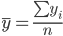 ȳ = ∑yᵢ / n